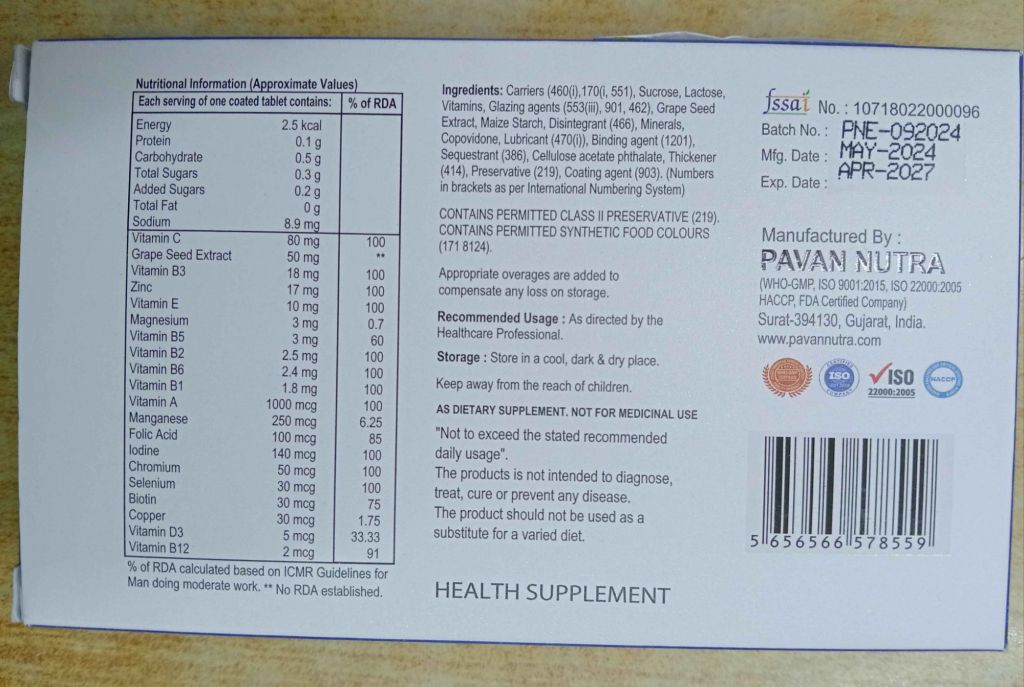 Nutritional Information (Approximate Values)
Each serving of one coated tablet contains: % of RDA
Energy 2.5 kcal
Protein 0.1 g
Carbohydrate 0.5 g
Total Sugars 0.3 g
Added Sugars 0.2 g
Total Fat 0 g
Sodium 8.9 mg
Vitamin C 80 mg 100
Grape Seed Extract 50 mg **
Vitamin B3 18 mg 100
Zinc 17 mg 100
Vitamin E 10 mg 100
Magnesium 3 mg 0.7
Vitamin B5 3 mg 60
Vitamin B2 2.5 mg 100
Vitamin B6 2.4 mg 100
Vitamin B1 1.8 mg 100
Vitamin A 1000 mcg 100
Manganese 250 mcg 6.25
Folic Acid 100 mcg 85
Iodine 140 mcg 100
Chromium 50 mcg 100
Selenium 30 mcg 100
Biotin 30 mcg 75
Copper 30 mcg 1.75
Vitamin D3 5 mcg 33.33
Vitamin B12 2 mcg 91
% of RDA calculated based on ICMR Guidelines for
Man doing moderate work. ** No RDA established.
Ingredients: Carriers (460(i),170(i, 551), Sucrose, Lactose,
Vitamins, Glazing agents (553(iii), 901, 462), Grape Seed
Extract, Maize Starch, Disintegrant (466), Minerals,
Copovidone, Lubricant (470(i)), Binding agent (1201),
Sequestrant (386), Cellulose acetate phthalate, Thickener
(414), Preservative (219), Coating agent (903). (Numbers
in brackets as per International Numbering System)
CONTAINS PERMITTED CLASS II PRESERVATIVE (219).
CONTAINS PERMITTED SYNTHETIC FOOD COLOURS
(171 8124).
Appropriate overages are added to
compensate any loss on storage.
Recommended Usage : As directed by the
Healthcare Professional.
Storage : Store in a cool, dark & dry place.
Keep away from the reach of children.
AS DIETARY SUPPLEMENT. NOT FOR MEDICINAL USE
"Not to exceed the stated recommended
daily usage".
The products is not intended to diagnose,
treat, cure or prevent any disease.
The product should not be used as a
substitute for a varied diet.
HEALTH SUPPLEMENT
fssai No. : 10718022000096
Batch No. : PNE-092024
Mfg. Date : MAY-2024
Exp. Date : APR-2027
Manufactured By :
PAVAN NUTRA
(WHO-GMP, ISO 9001:2015, ISO 22000:2005
HACCP, FDA Certified Company)
Surat-394130, Gujarat, India.
www.pavannutra.com
ISO
ISO
22000:2005
HACCP
5 656566 578559